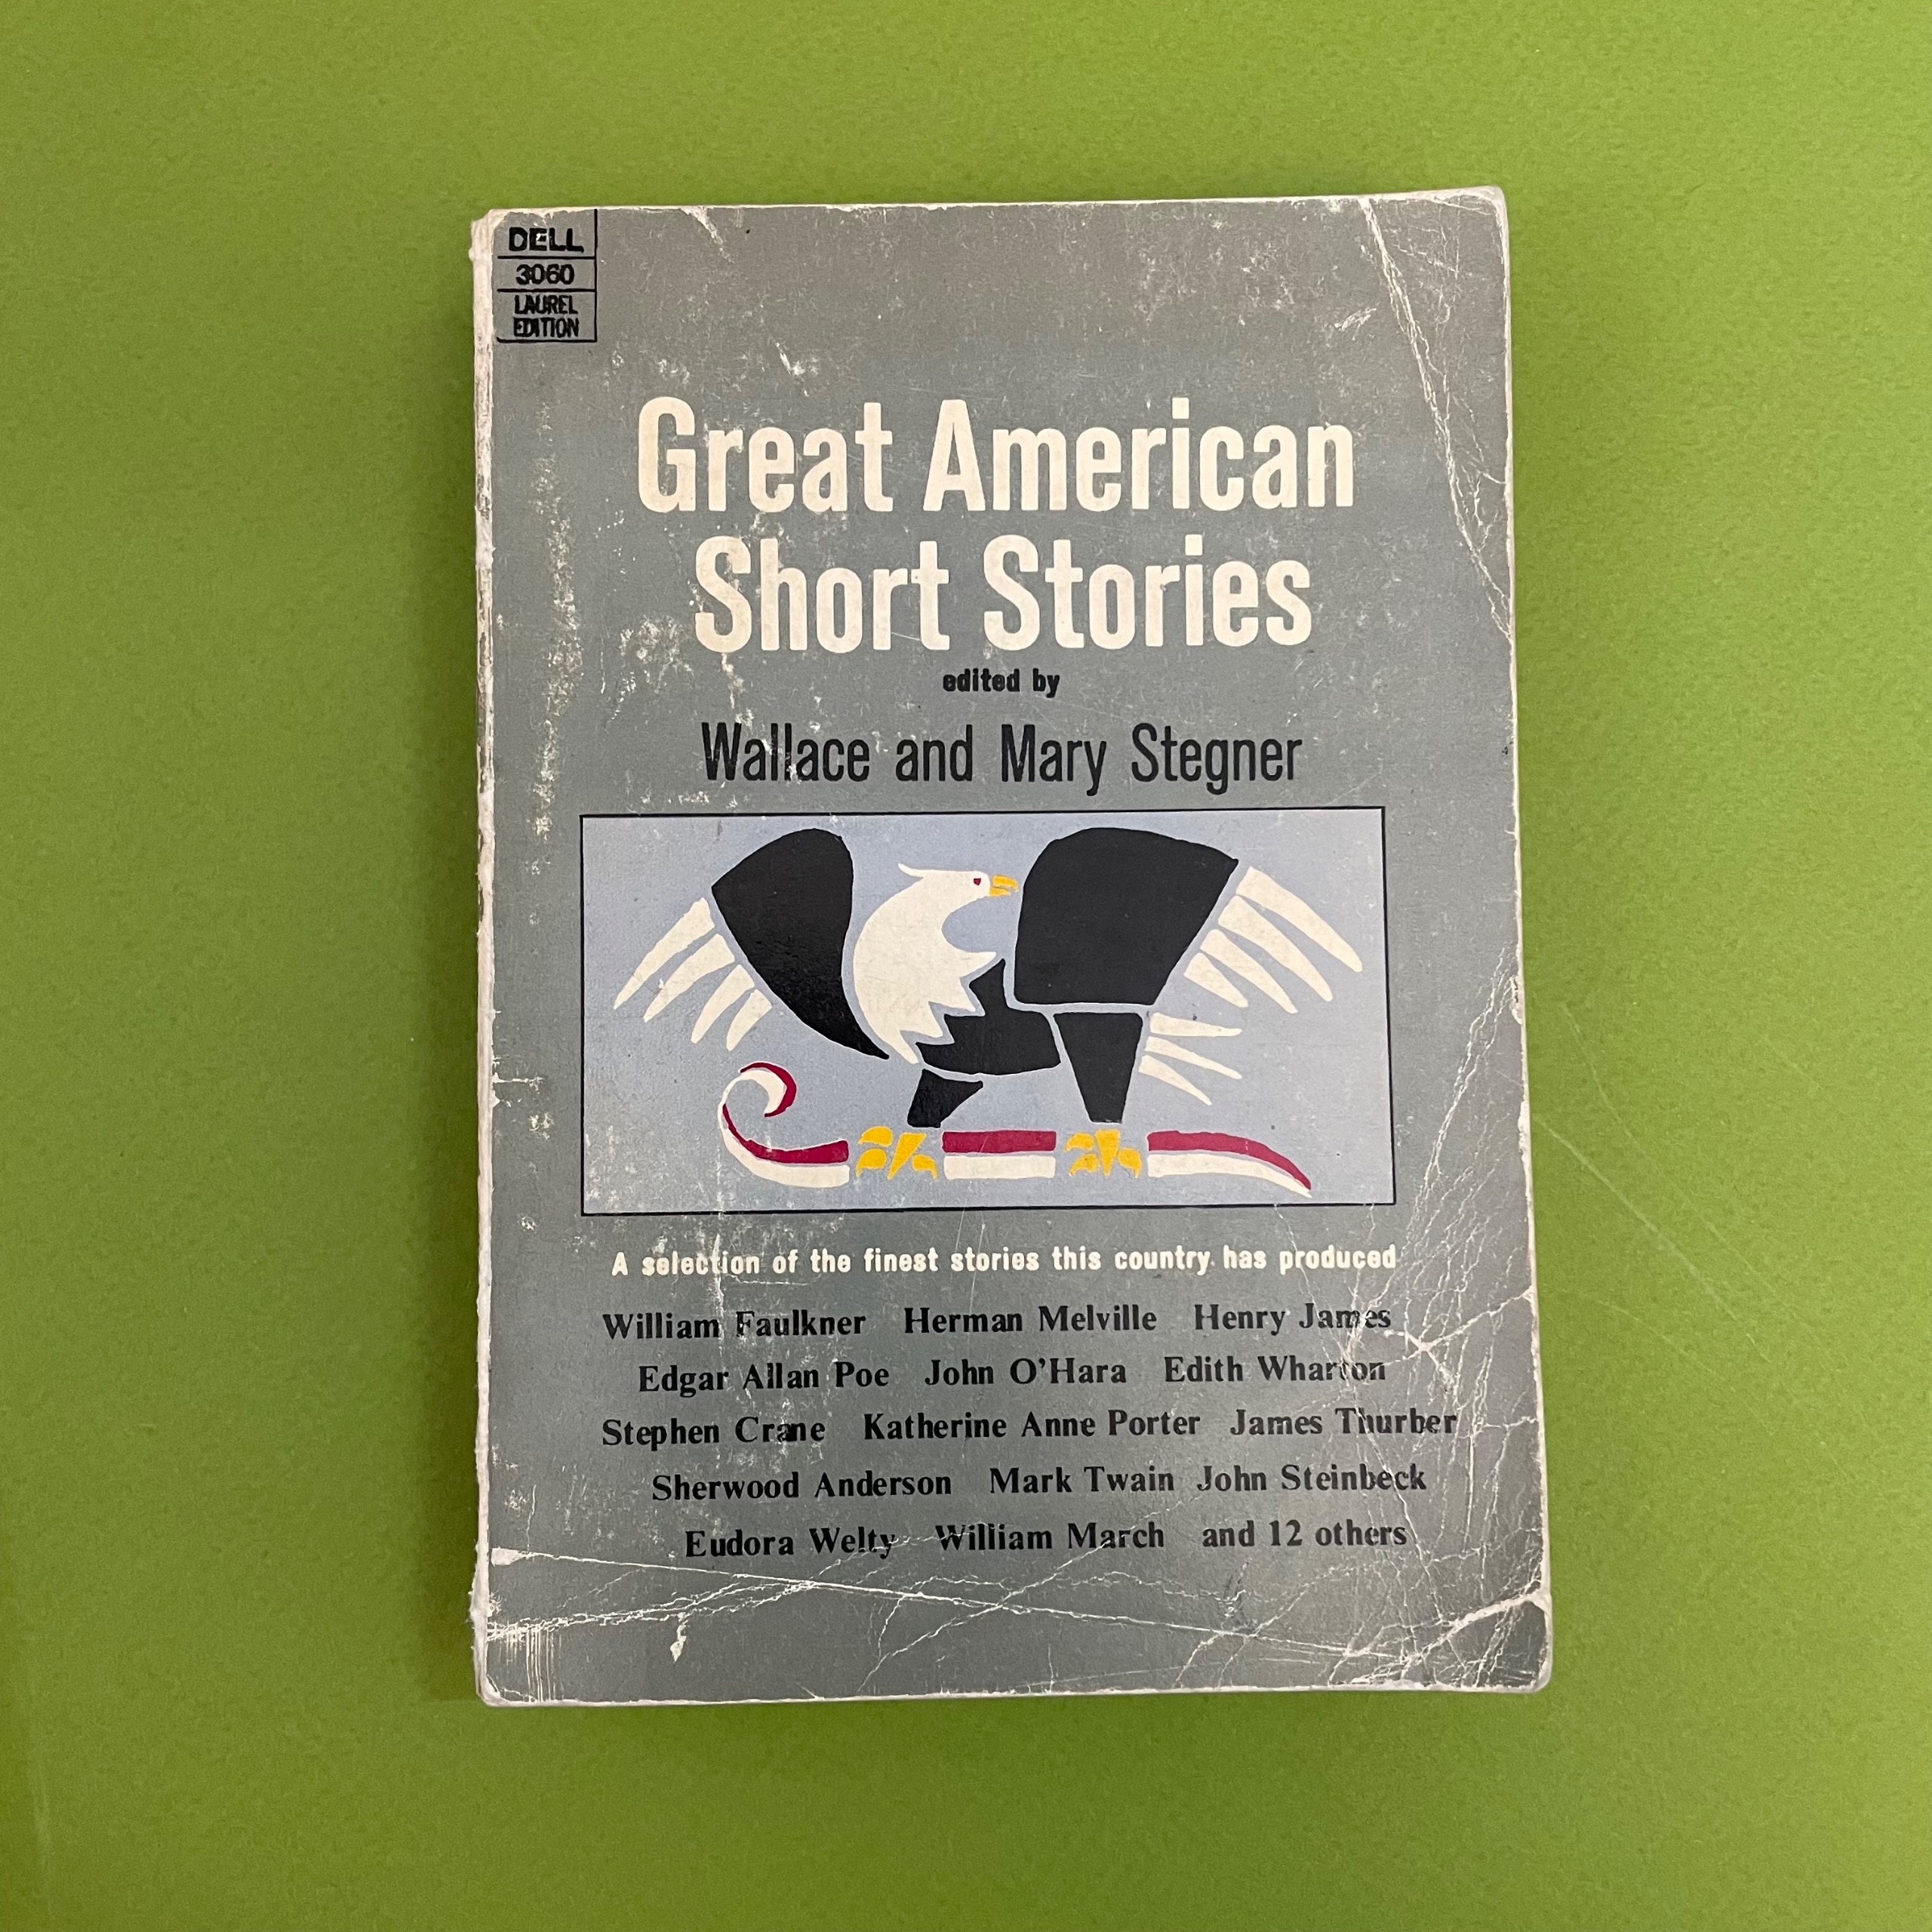 DELL
3060
LAUREL
EDITION
Great American
Short Stories
edited by
Wallace and Mary Stegner
A selection of the finest stories this country has produced
William Faulkner Herman Melville Henry James
Edgar Allan Poe John O'Hara Edith Wharton
Stephen Crane Katherine Anne Porter James Thurber
Sherwood Anderson Mark Twain John Steinbeck
Eudora Welty William March and 12 others